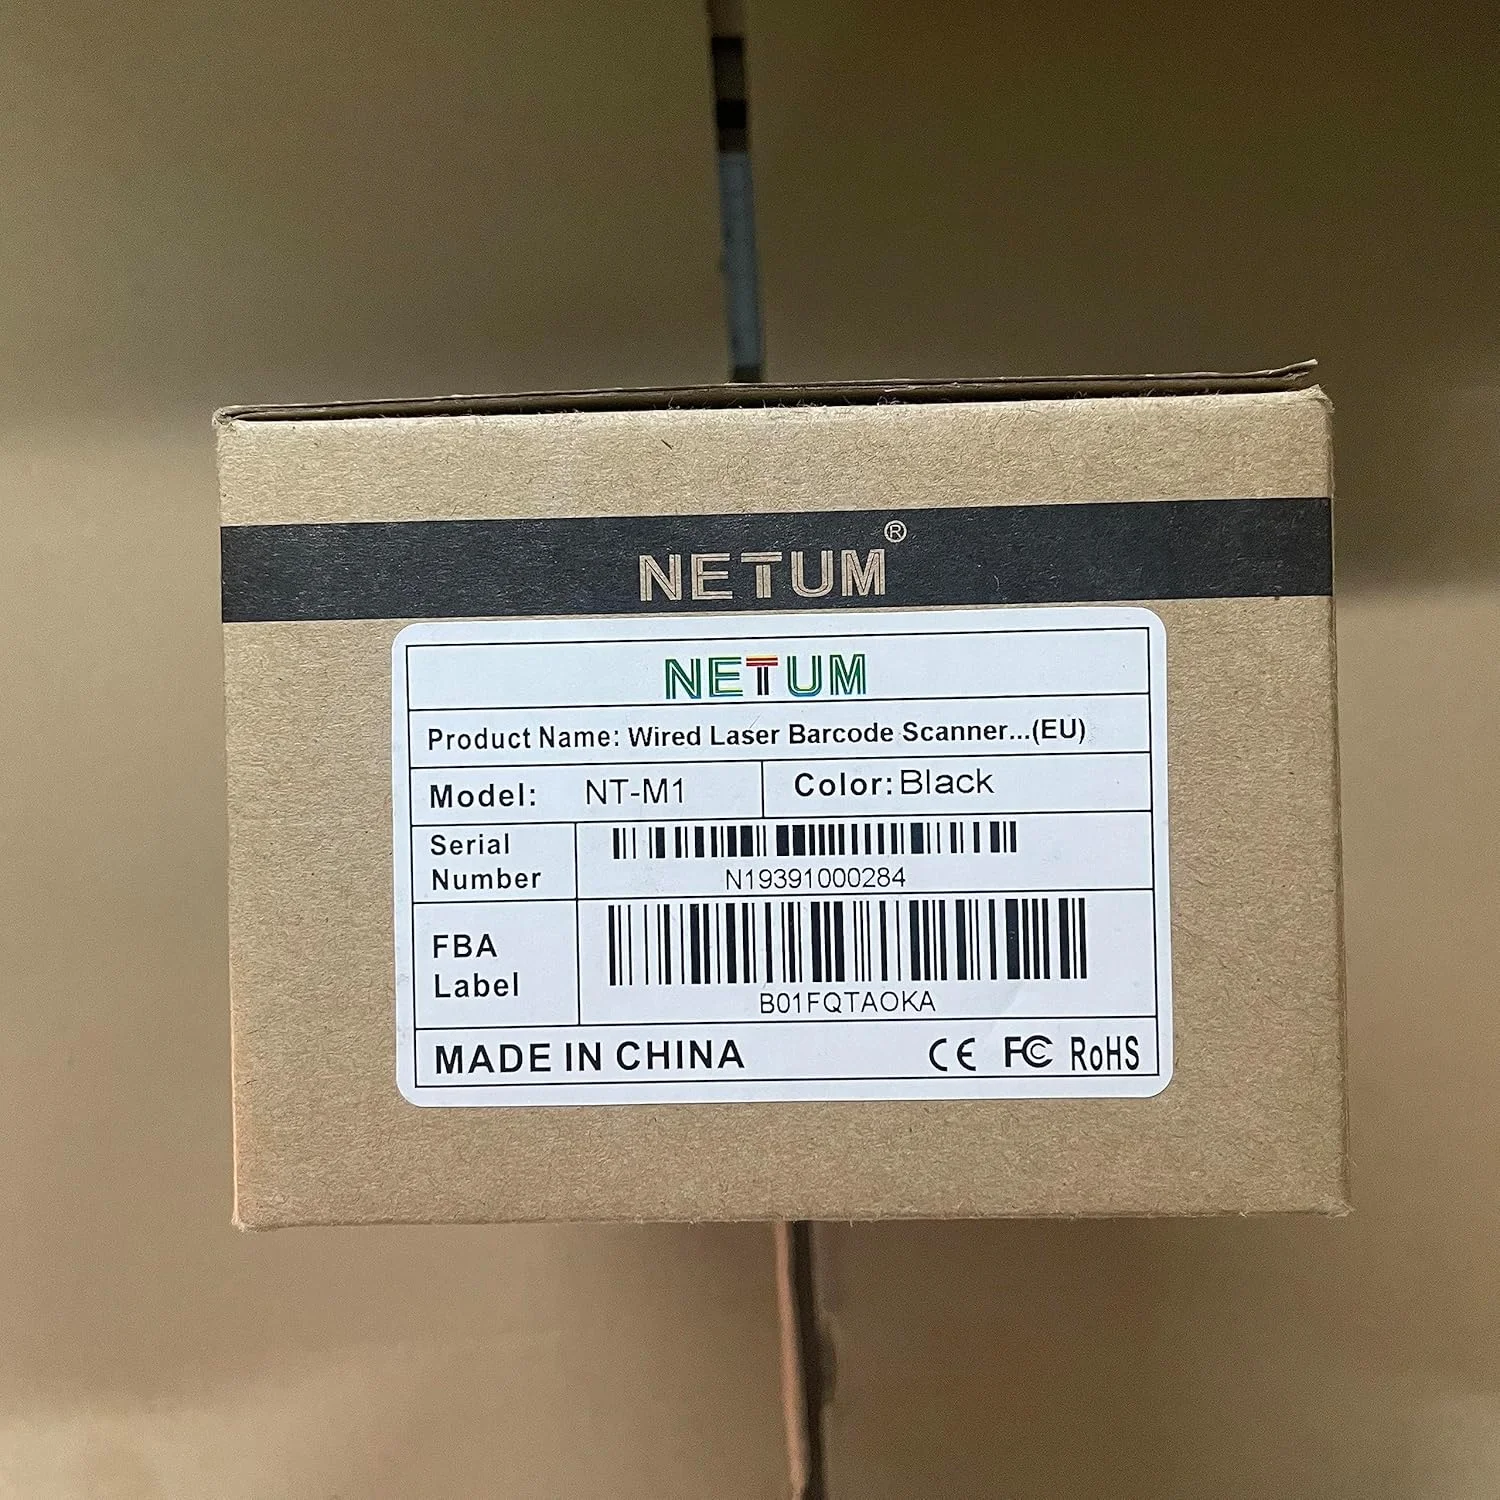 NETUM®
NETUM
Product Name: Wired Laser Barcode Scanner...(EU)
Model: NT-M1 Color: Black
Serial Number
N19391000284
FBA Label
B01FQTAOKA
MADE IN CHINA CE FC RoHS